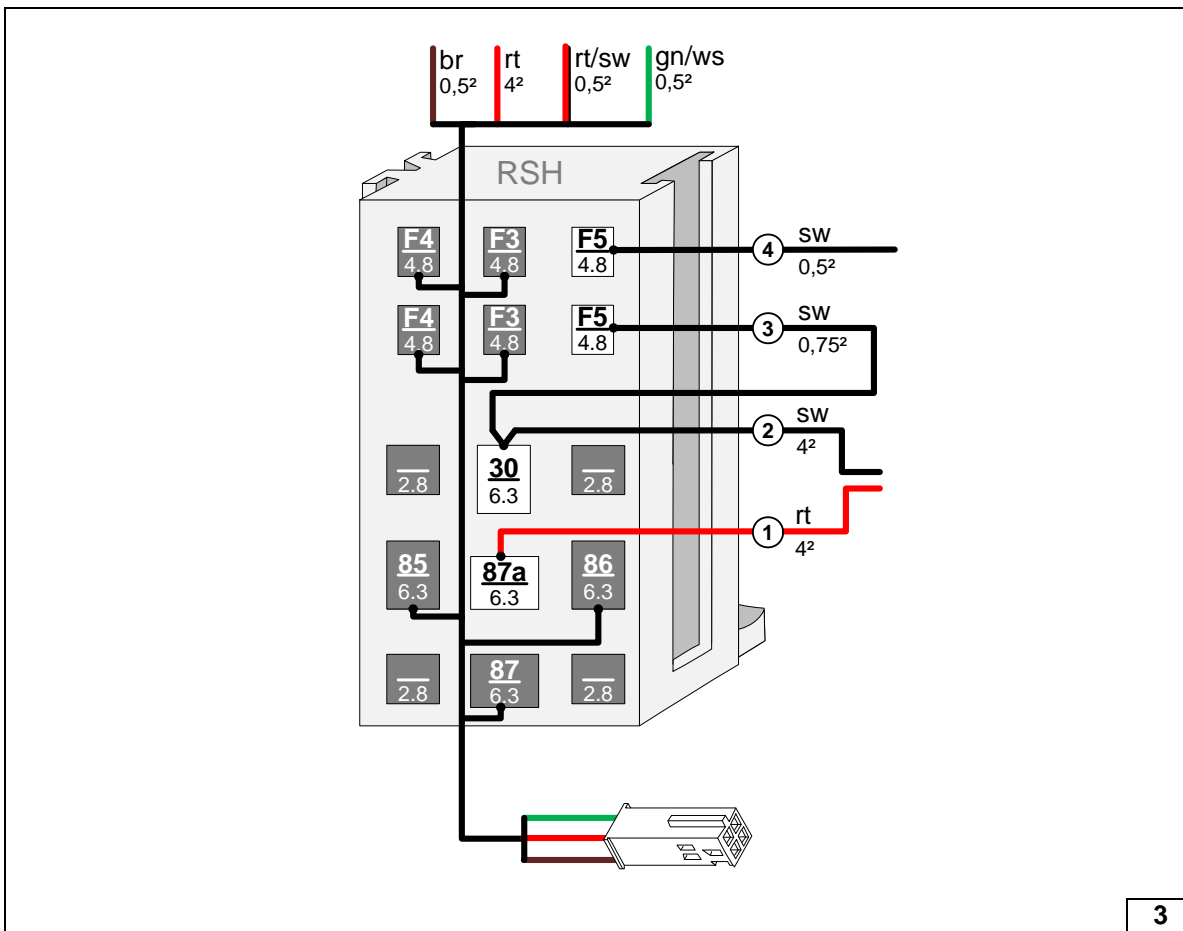 br rt rt/sw gn/ws
0,5² 4² 0,5² 0,5²
RSH
F4 F3 F5 4 sw
4.8 4.8 4.8 0,5²
F4 F3 F5 3 sw
4.8 4.8 4.8 0,75²
2 sw
4²
30
2.8 6.3 2.8
1 rt
4²
85 87a 86
6.3 6.3 6.3
87
2.8 6.3 2.8
3